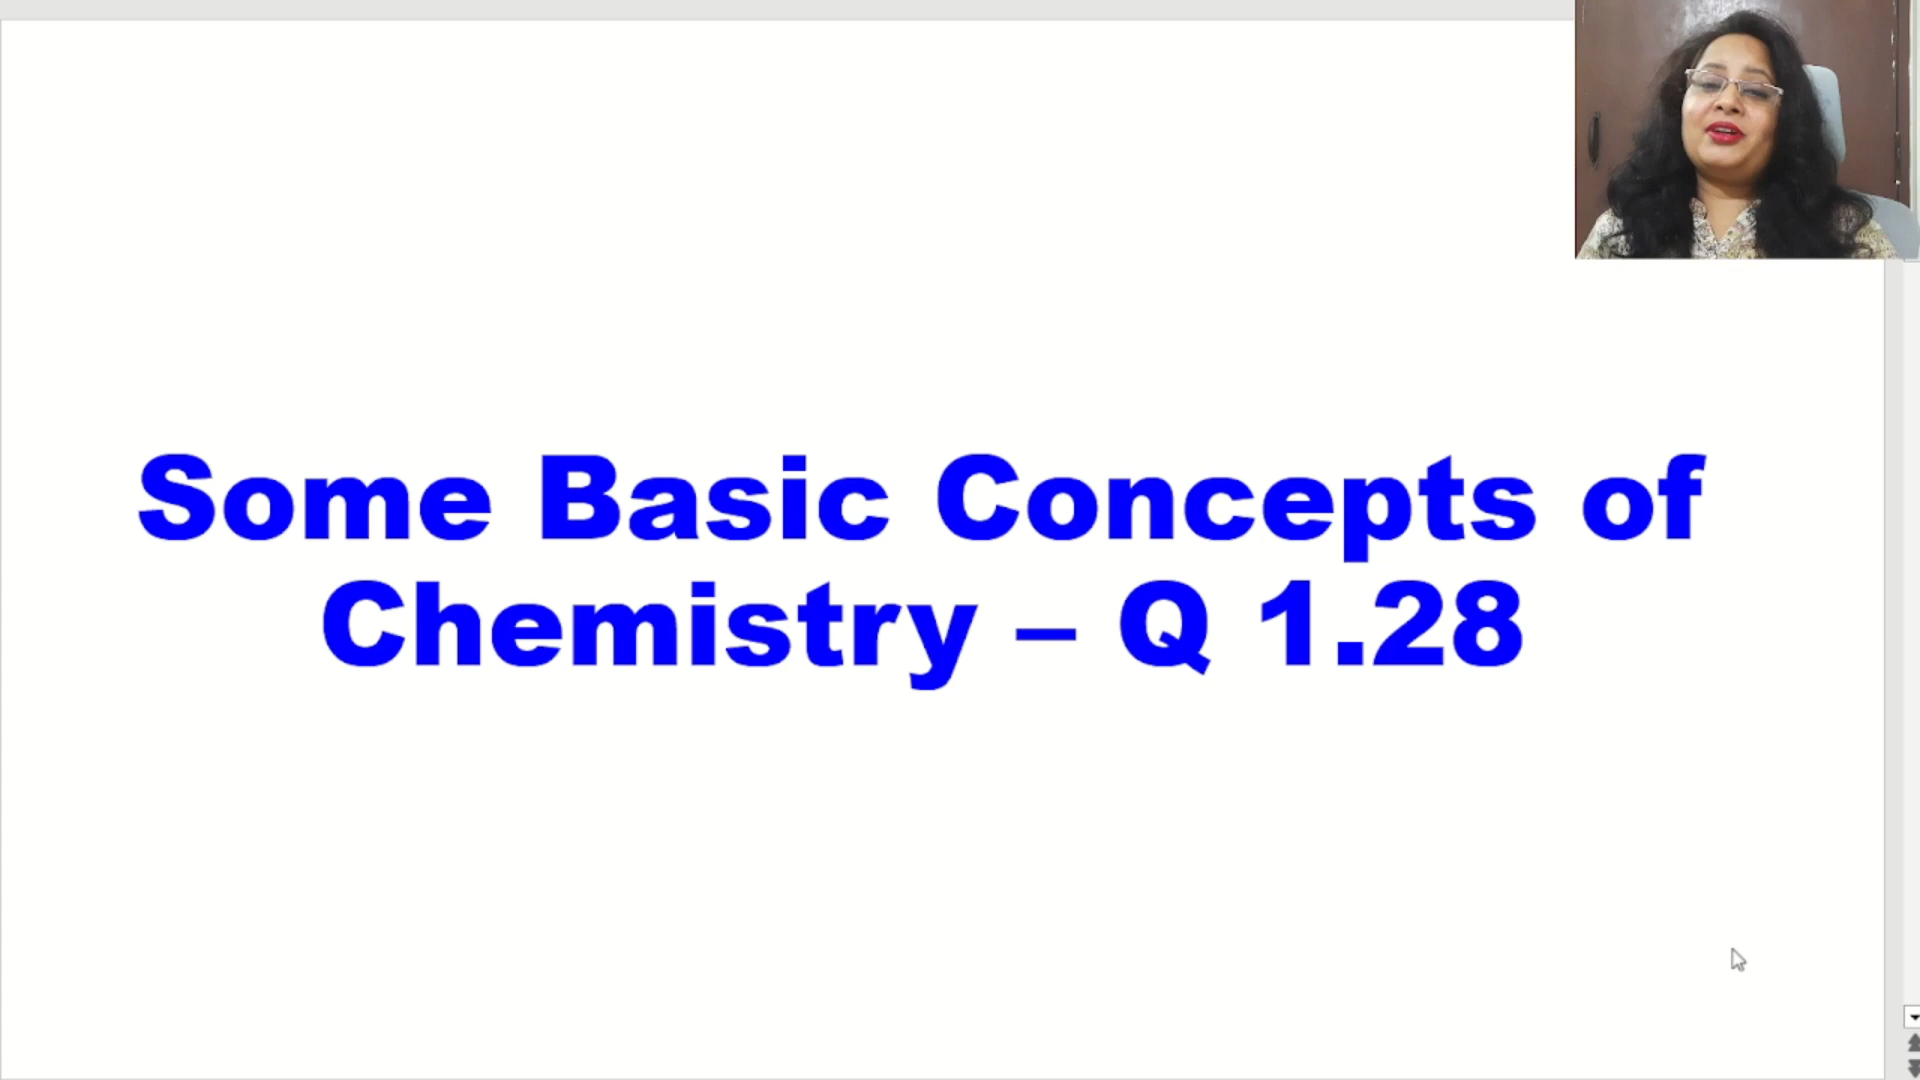 Some Basic Concepts of
Chemistry – Q 1.28